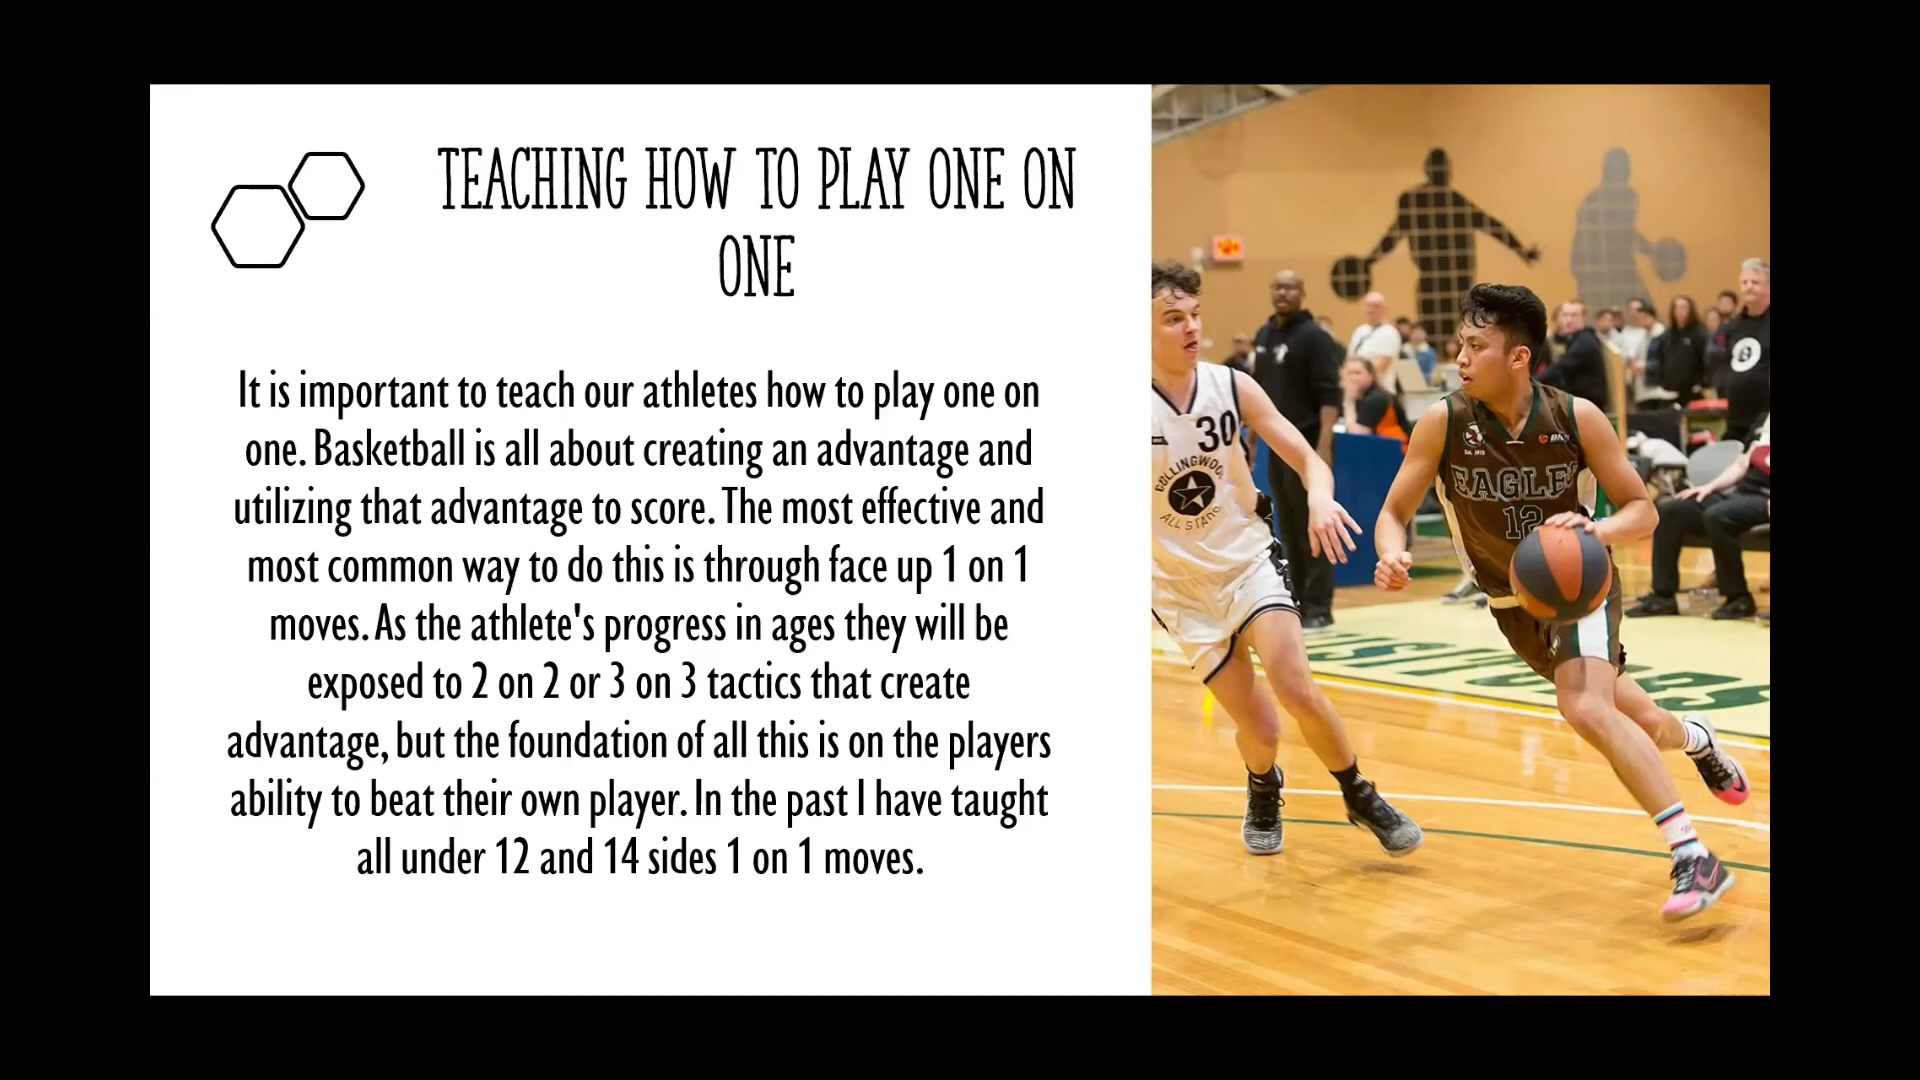 TEACHING HOW TO PLAY ONE ON
ONE
It is important to teach our athletes how to play one on
one. Basketball is all about creating an advantage and
utilizing that advantage to score. The most effective and
most common way to do this is through face up 1 on 1
moves. As the athlete's progress in ages they will be
exposed to 2 on 2 or 3 on 3 tactics that create
advantage, but the foundation of all this is on the players
ability to beat their own player. In the past I have taught
all under 12 and 14 sides 1 on 1 moves.
30
COLLINGWOOD
ALL STARS
EAGLES
12